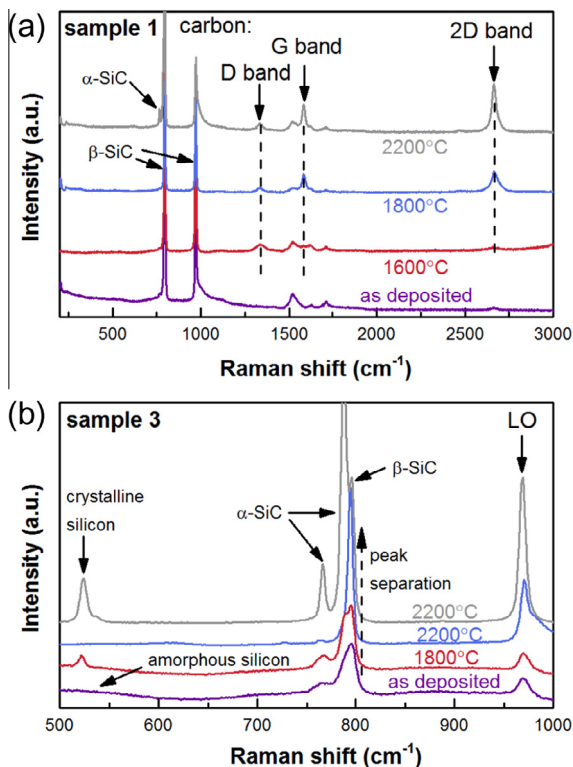 (a)
sample 1
carbon:
G band
2D band
D band
α-SiC
β-SiC
2200°C
1800°C
1600°C
as deposited
Intensity (a.u.)
500 1000 1500 2000 2500 3000
Raman shift (cm⁻¹)
(b)
sample 3
LO
β-SiC
crystalline
silicon
α-SiC
peak
separation
2200°C
2200°C
1800°C
amorphous silicon
as deposited
Intensity (a.u.)
500 600 700 800 900 1000
Raman shift (cm⁻¹)